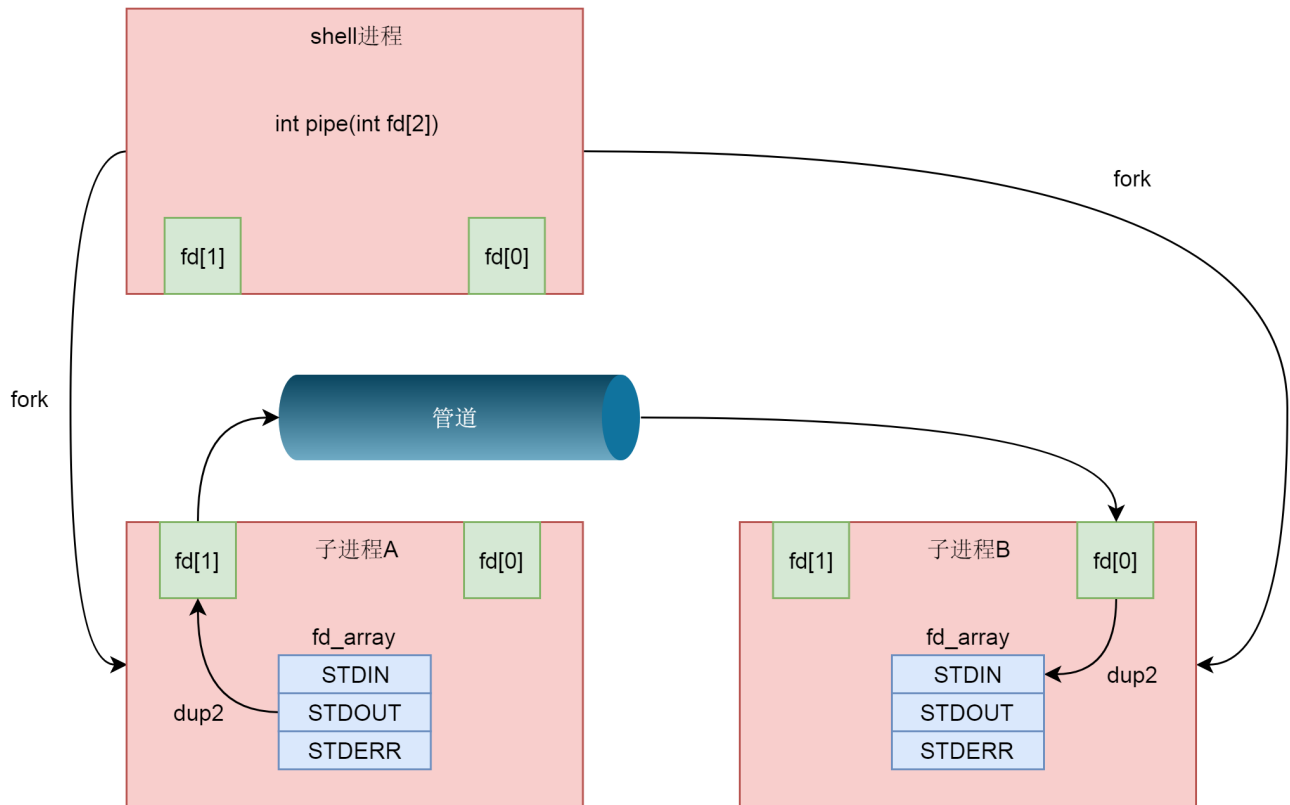 shell进程
int pipe(int fd[2])
fork
fd[1]
fd[0]
fork
管道
fd[1]
子进程A
fd[0]
fd_array
STDIN
dup2
STDOUT
STDERR
fd[1]
子进程B
fd[0]
fd_array
STDIN
dup2
STDOUT
STDERR